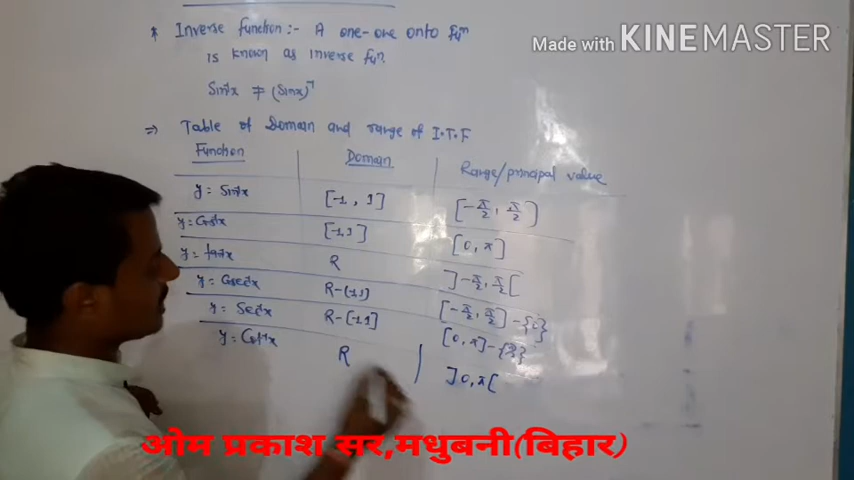 Made with KINEMASTER
* Inverse function :- A one-one onto fu^n
is known as inverse fu^n.
Sin⁻¹x ≠ (Sinx)⁻¹
⇒ Table of Domain and range of I.T.F
Function Domain Range/principal value
y = Sin⁻¹x [-1, 1] [-π/2, π/2]
y = Cos⁻¹x [-1,1] [0, π]
y = tan⁻¹x R ]-π/2, π/2[
y = Cosec⁻¹x R-(-1,1) [-π/2, π/2]-{0}
y = Sec⁻¹x R-(-1,1) [0, π]-{π/2}
y = Cot⁻¹x R ]0, π[
ओम प्रकाश सर,मधुबनी(बिहार)